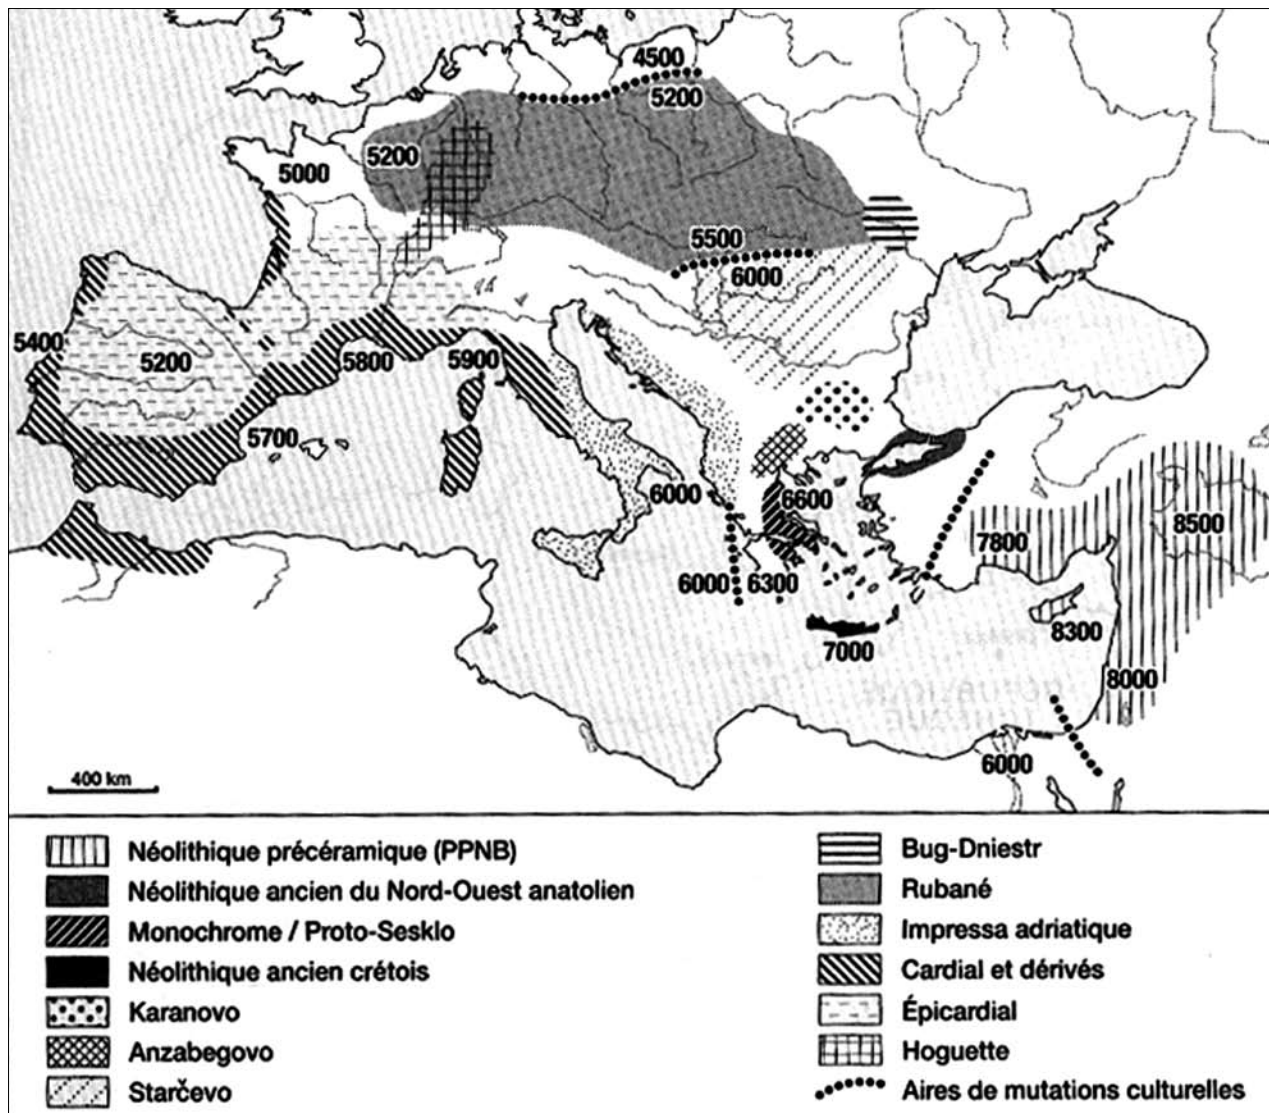 4500
5200
5200
5000
5500
6000
5400
5200
5800
5900
5700
6000
6600
6000
6300
7000
7800
8500
8300
8000
6000
400 km
Néolithique précéramique (PPNB)
Néolithique ancien du Nord-Ouest anatolien
Monochrome / Proto-Sesklo
Néolithique ancien crétois
Karanovo
Anzabegovo
Starčevo
Bug-Dniestr
Rubané
Impressa adriatique
Cardial et dérivés
Épicardial
Hoguette
Aires de mutations culturelles